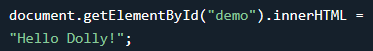 document.getElementById("demo").innerHTML =
"Hello Dolly!";